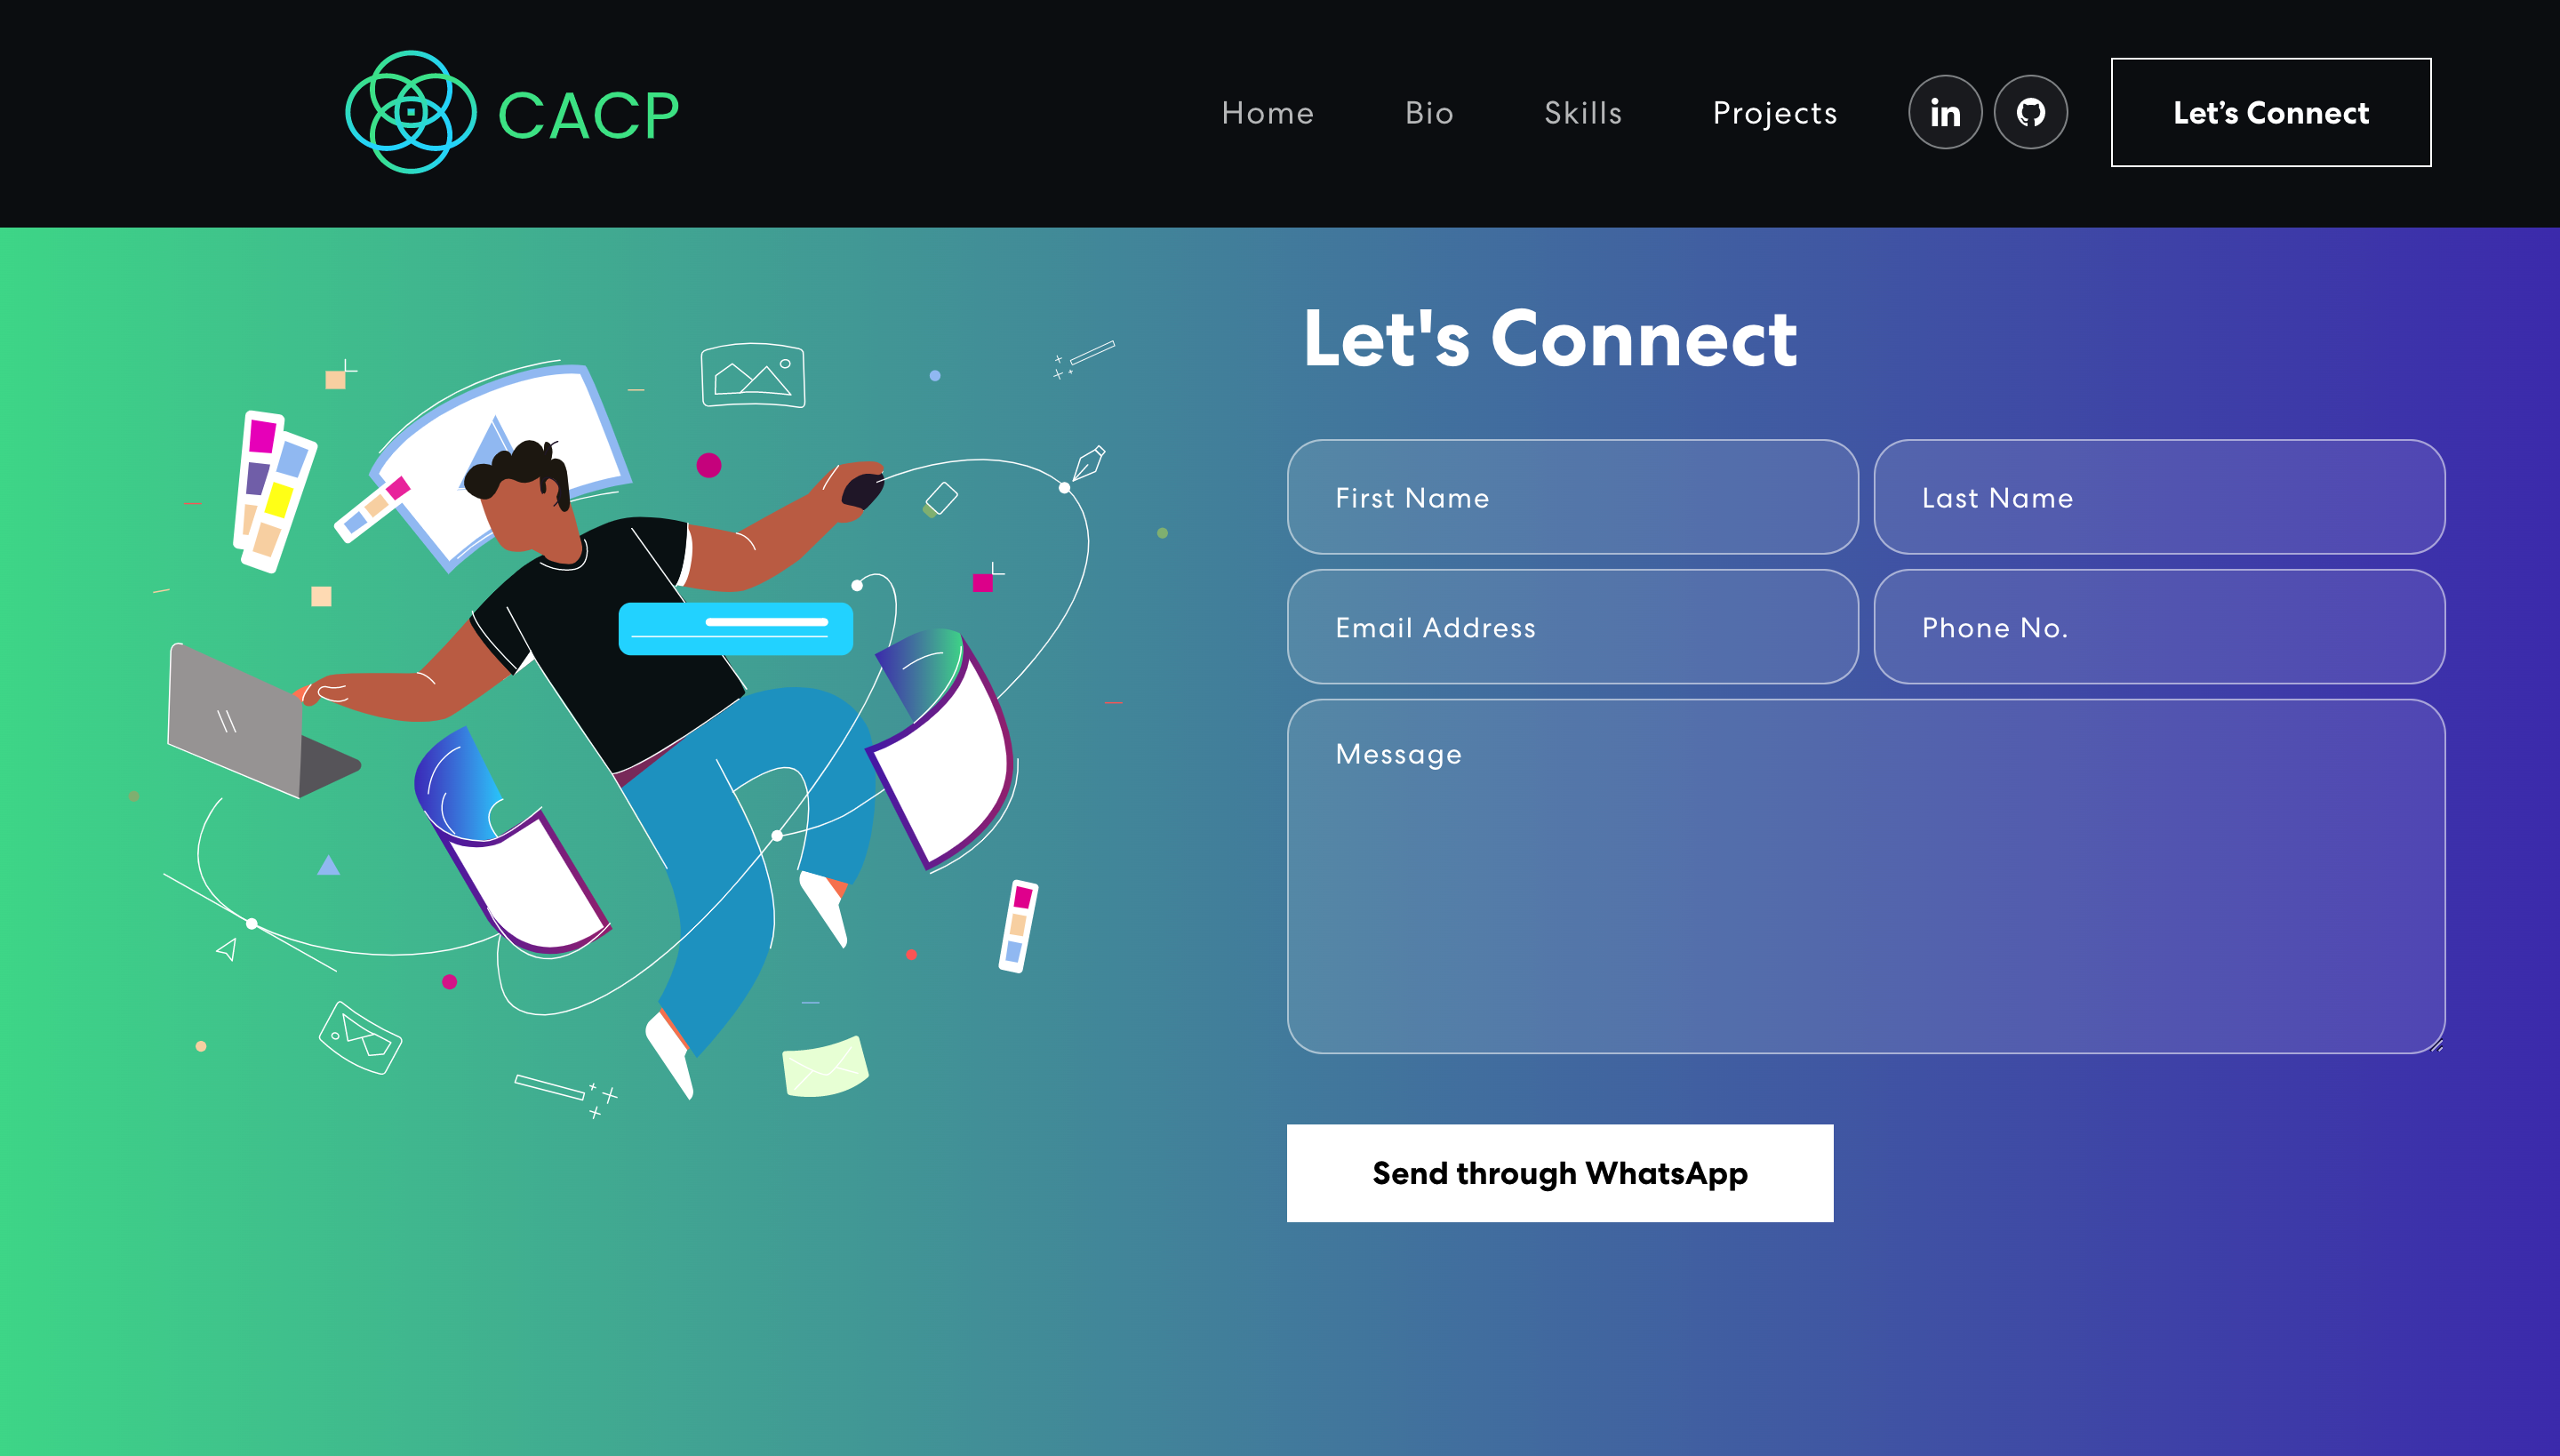 CACP
Home
Bio
Skills
Projects
in
Let’s Connect
Let's Connect
First Name
Last Name
Email Address
Phone No.
Message
Send through WhatsApp